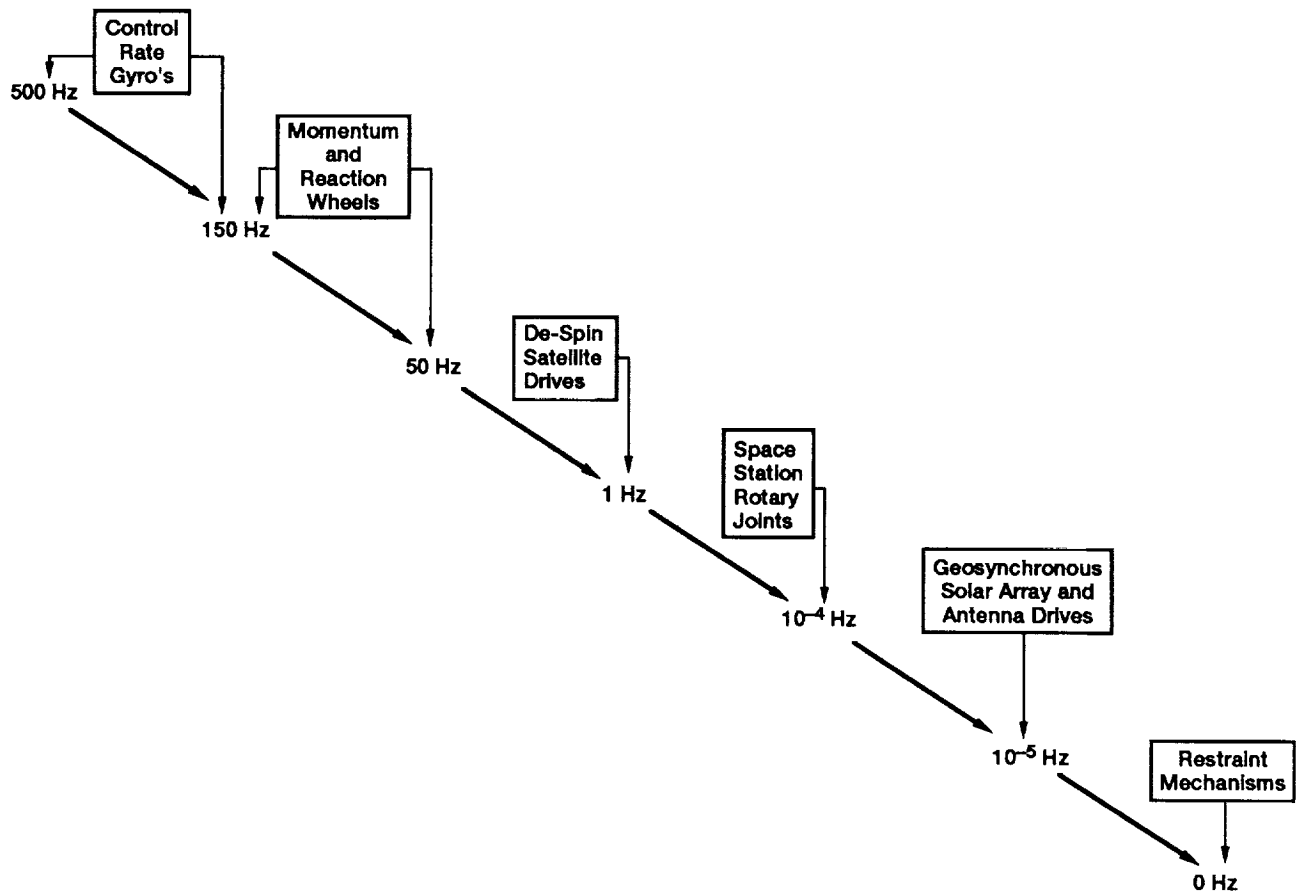 Control
Rate
Gyro's
500 Hz
Momentum
and
Reaction
Wheels
150 Hz
De-Spin
Satellite
Drives
50 Hz
Space
Station
Rotary
Joints
1 Hz
Geosynchronous
Solar Array and
Antenna Drives
10⁻⁴ Hz
Restraint
Mechanisms
10⁻⁵ Hz
0 Hz